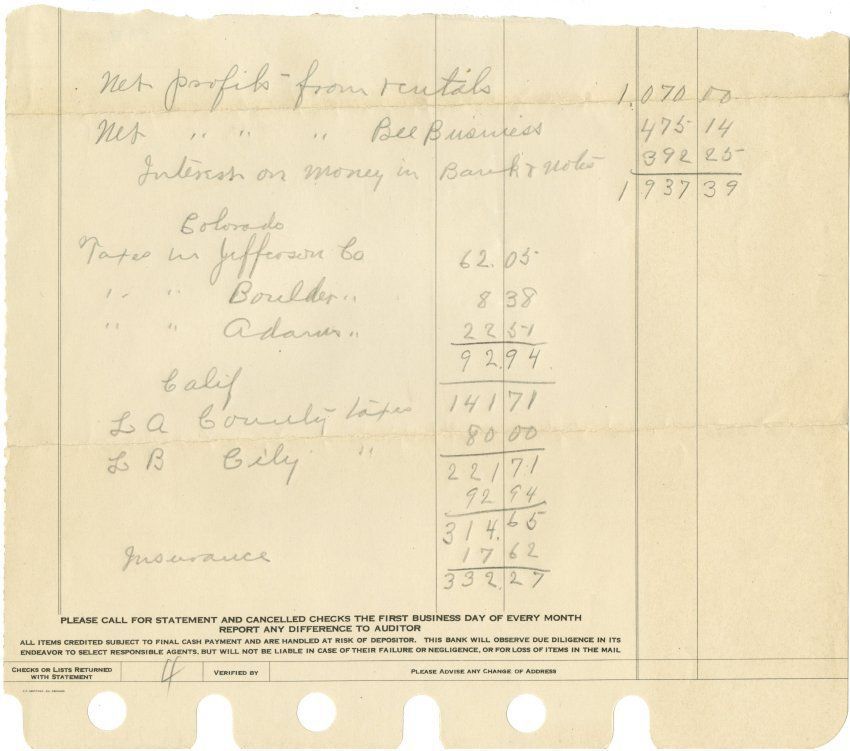 Net profits from rentals 1,070 00
Net " " " Bee Business 475 14
Interest on money in Bank & Notes 392 25
1 937 39
Colorado
Taxes in Jefferson Co 62.05
" " Boulder " 8 38
" " Adams " 22 51
92.94
Calif
L A County taxes 141 71
L B City " 80 00
221 71
92 94
314.65
Insurance 17 62
332.27
PLEASE CALL FOR STATEMENT AND CANCELLED CHECKS THE FIRST BUSINESS DAY OF EVERY MONTH
REPORT ANY DIFFERENCE TO AUDITOR
ALL ITEMS CREDITED SUBJECT TO FINAL CASH PAYMENT AND ARE HANDLED AT RISK OF DEPOSITOR. THIS BANK WILL OBSERVE DUE DILIGENCE IN ITS
ENDEAVOR TO SELECT RESPONSIBLE AGENTS, BUT WILL NOT BE LIABLE IN CASE OF THEIR FAILURE OR NEGLIGENCE, OR FOR LOSS OF ITEMS IN THE MAIL
CHECKS OR LISTS RETURNED WITH STATEMENT 4 VERIFIED BY PLEASE ADVISE ANY CHANGE OF ADDRESS